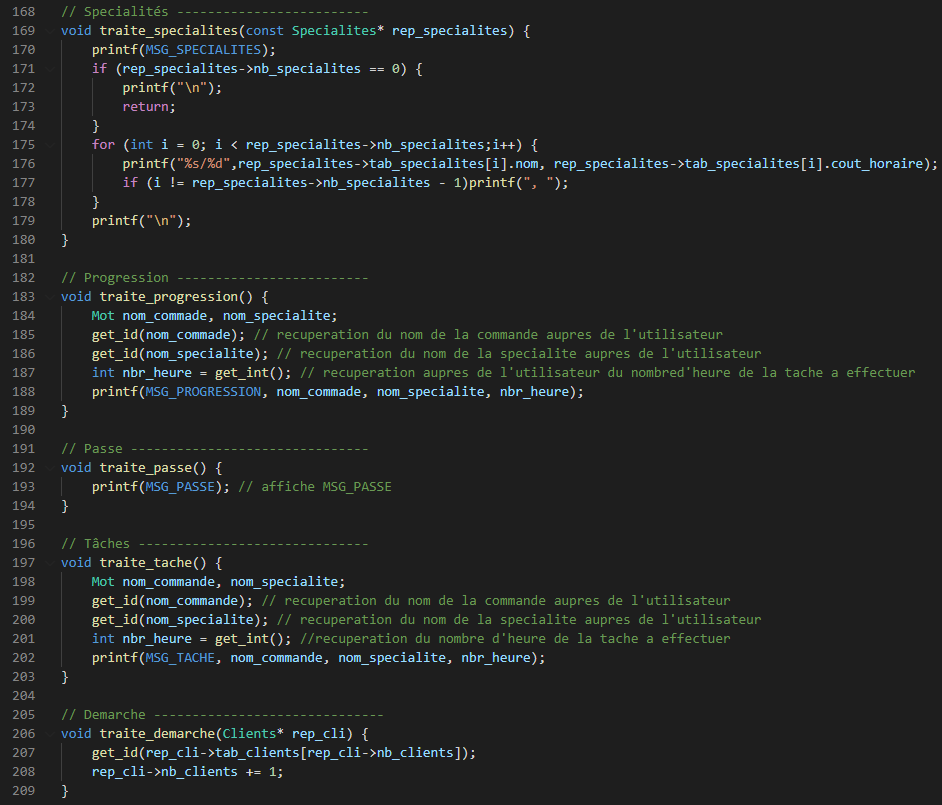 168 // Specialités -------------------------
169 void traite_specialites(const Specialites* rep_specialites) {
170     printf(MSG_SPECIALITES);
171     if (rep_specialites->nb_specialites == 0) {
172         printf("\n");
173         return;
174     }
175     for (int i = 0; i < rep_specialites->nb_specialites;i++) {
176         printf("%s/%d",rep_specialites->tab_specialites[i].nom, rep_specialites->tab_specialites[i].cout_horaire);
177         if (i != rep_specialites->nb_specialites - 1)printf(", ");
178     }
179     printf("\n");
180 }
181
182 // Progression -------------------------
183 void traite_progression() {
184     Mot nom_commade, nom_specialite;
185     get_id(nom_commade); // recuperation du nom de la commande aupres de l'utilisateur
186     get_id(nom_specialite); // recuperation du nom de la specialite aupres de l'utilisateur
187     int nbr_heure = get_int(); // recuperation aupres de l'utilisateur du nombred'heure de la tache a effectuer
188     printf(MSG_PROGRESSION, nom_commade, nom_specialite, nbr_heure);
189 }
190
191 // Passe -------------------------------
192 void traite_passe() {
193     printf(MSG_PASSE); // affiche MSG_PASSE
194 }
195
196 // Tâches ------------------------------
197 void traite_tache() {
198     Mot nom_commande, nom_specialite;
199     get_id(nom_commande); // recuperation du nom de la commande aupres de l'utilisateur
200     get_id(nom_specialite); // recuperation du nom de la specialite aupres de l'utilisateur
201     int nbr_heure = get_int(); //recuperation du nombre d'heure de la tache a effectuer
202     printf(MSG_TACHE, nom_commande, nom_specialite, nbr_heure);
203 }
204
205 // Demarche ------------------------------
206 void traite_demarche(Clients* rep_cli) {
207     get_id(rep_cli->tab_clients[rep_cli->nb_clients]);
208     rep_cli->nb_clients += 1;
209 }